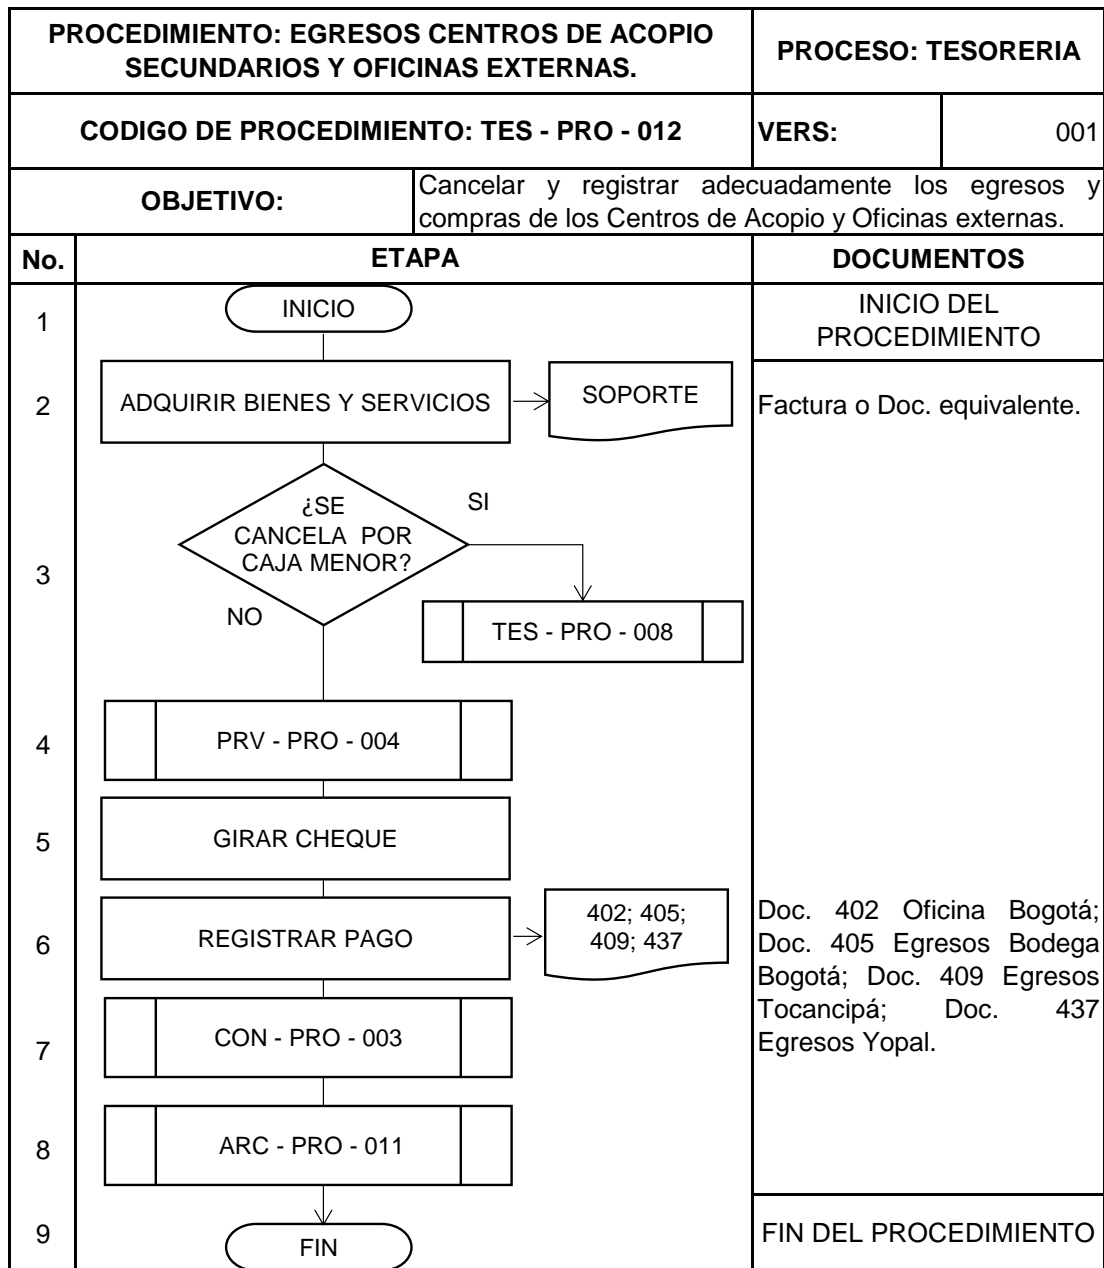 PROCEDIMIENTO: EGRESOS CENTROS DE ACOPIO
SECUNDARIOS Y OFICINAS EXTERNAS.
PROCESO: TESORERIA
CODIGO DE PROCEDIMIENTO: TES - PRO - 012
VERS:
001
OBJETIVO:
Cancelar y registrar adecuadamente los egresos y
compras de los Centros de Acopio y Oficinas externas.
No.
ETAPA
DOCUMENTOS
1
INICIO
INICIO DEL
PROCEDIMIENTO
2
ADQUIRIR BIENES Y SERVICIOS
SOPORTE
Factura o Doc. equivalente.
3
¿SE
CANCELA POR
CAJA MENOR?
SI
NO
TES - PRO - 008
4
PRV - PRO - 004
5
GIRAR CHEQUE
6
REGISTRAR PAGO
402; 405;
409; 437
Doc. 402 Oficina Bogotá;
Doc. 405 Egresos Bodega
Bogotá; Doc. 409 Egresos
Tocancipá; Doc. 437
Egresos Yopal.
7
CON - PRO - 003
8
ARC - PRO - 011
9
FIN
FIN DEL PROCEDIMIENTO